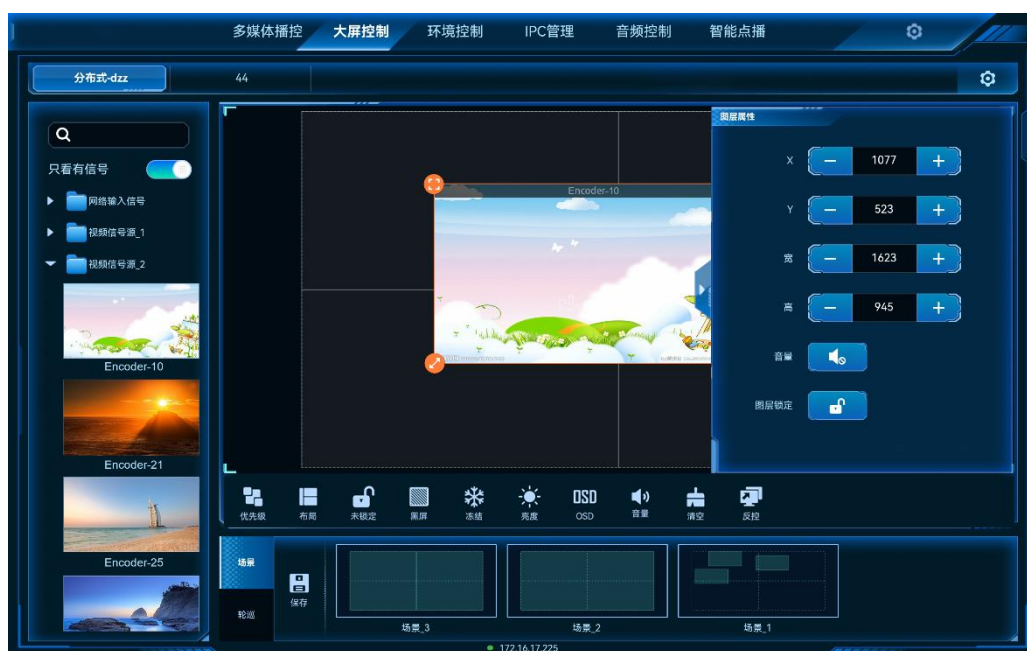 多媒体播控 大屏控制 环境控制 IPC管理 音频控制 智能点播
分布式-dzz 44
只看有信号
网络输入信号
视频信号源_1
视频信号源_2
Encoder-10
Encoder-21
Encoder-25
Encoder-10
图层属性
X 1077
Y 523
宽 1623
高 945
音量
图层锁定
优先级 布局 未锁定 黑屏 冻结 亮度 OSD 音量 清空 反控
OSD
场景
轮巡
保存
场景_3 场景_2 场景_1
172.16.17.225